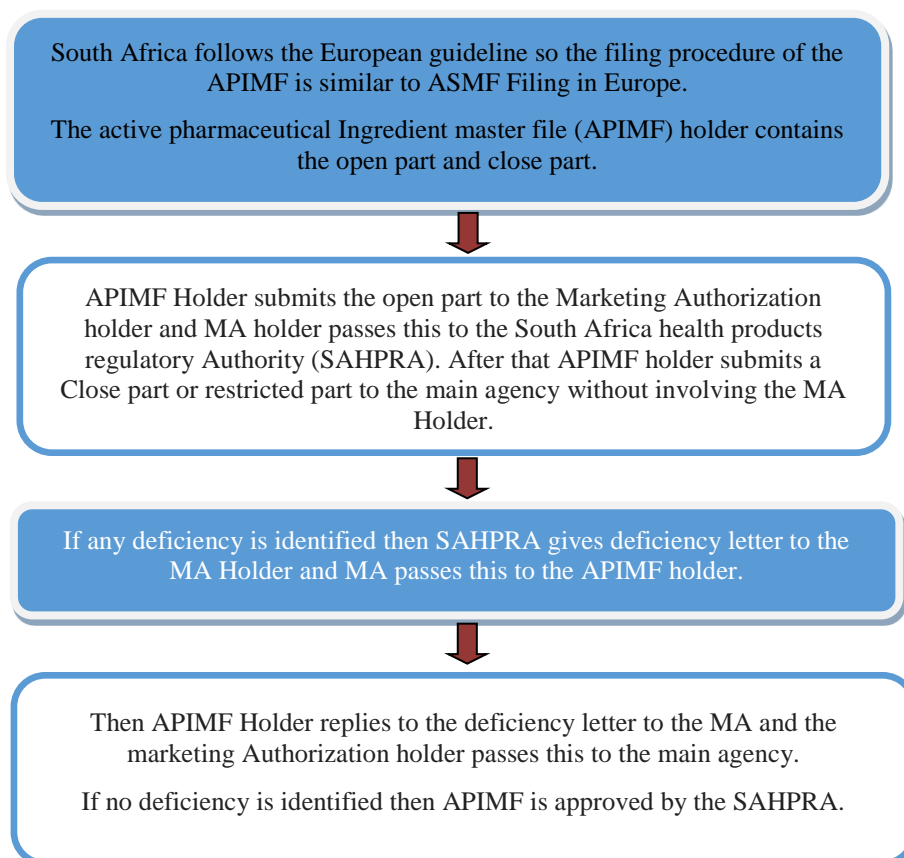 South Africa follows the European guideline so the filing procedure of the
APIMF is similar to ASMF Filing in Europe.
The active pharmaceutical Ingredient master file (APIMF) holder contains
the open part and close part.
APIMF Holder submits the open part to the Marketing Authorization
holder and MA holder passes this to the South Africa health products
regulatory Authority (SAHPRA). After that APIMF holder submits a
Close part or restricted part to the main agency without involving the MA
Holder.
If any deficiency is identified then SAHPRA gives deficiency letter to the
MA Holder and MA passes this to the APIMF holder.
Then APIMF Holder replies to the deficiency letter to the MA and the
marketing Authorization holder passes this to the main agency.
If no deficiency is identified then APIMF is approved by the SAHPRA.